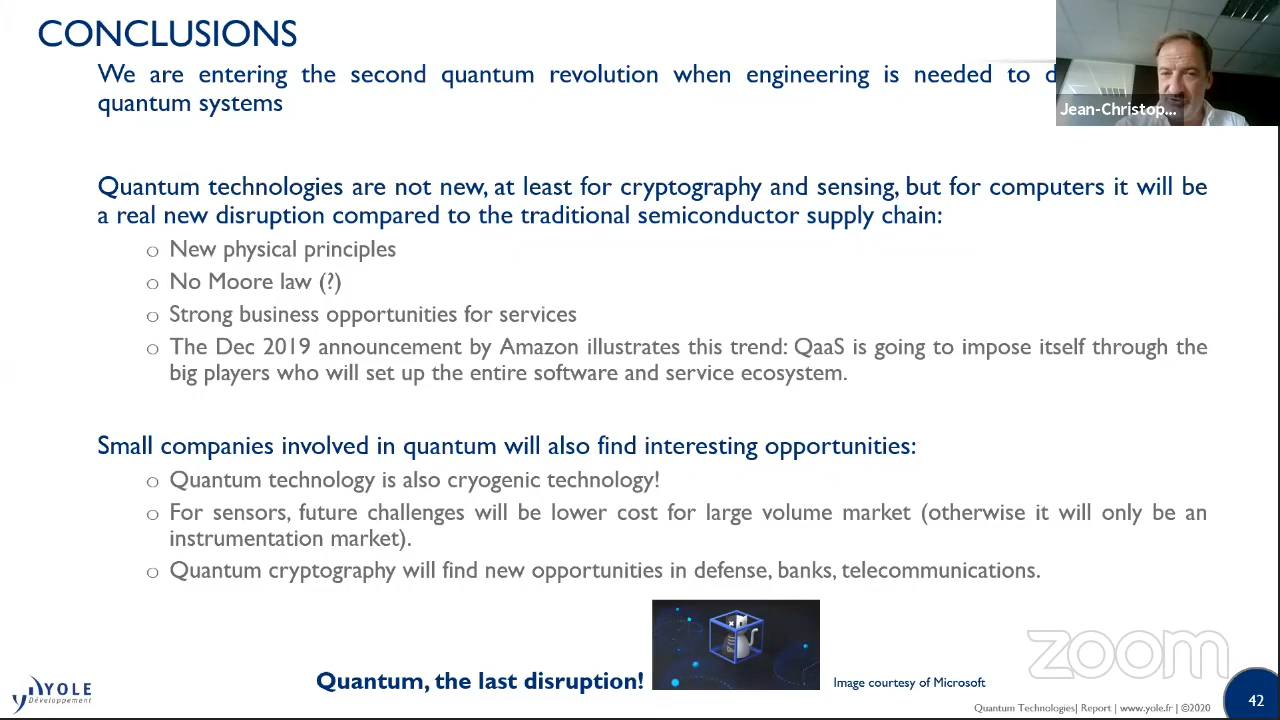 CONCLUSIONS
We are entering the second quantum revolution when engineering is needed to
quantum systems
Jean-Christop...
Quantum technologies are not new, at least for cryptography and sensing, but for computers it will be
a real new disruption compared to the traditional semiconductor supply chain:
o New physical principles
o No Moore law (?)
o Strong business opportunities for services
o The Dec 2019 announcement by Amazon illustrates this trend: QaaS is going to impose itself through the
big players who will set up the entire software and service ecosystem.
Small companies involved in quantum will also find interesting opportunities:
o Quantum technology is also cryogenic technology!
o For sensors, future challenges will be lower cost for large volume market (otherwise it will only be an
instrumentation market).
o Quantum cryptography will find new opportunities in defense, banks, telecommunications.
zoom
Quantum, the last disruption!
Image courtesy of Microsoft
YOLE
Développement
Quantum Technologies| Report | www.yole.fr | ©2020
42